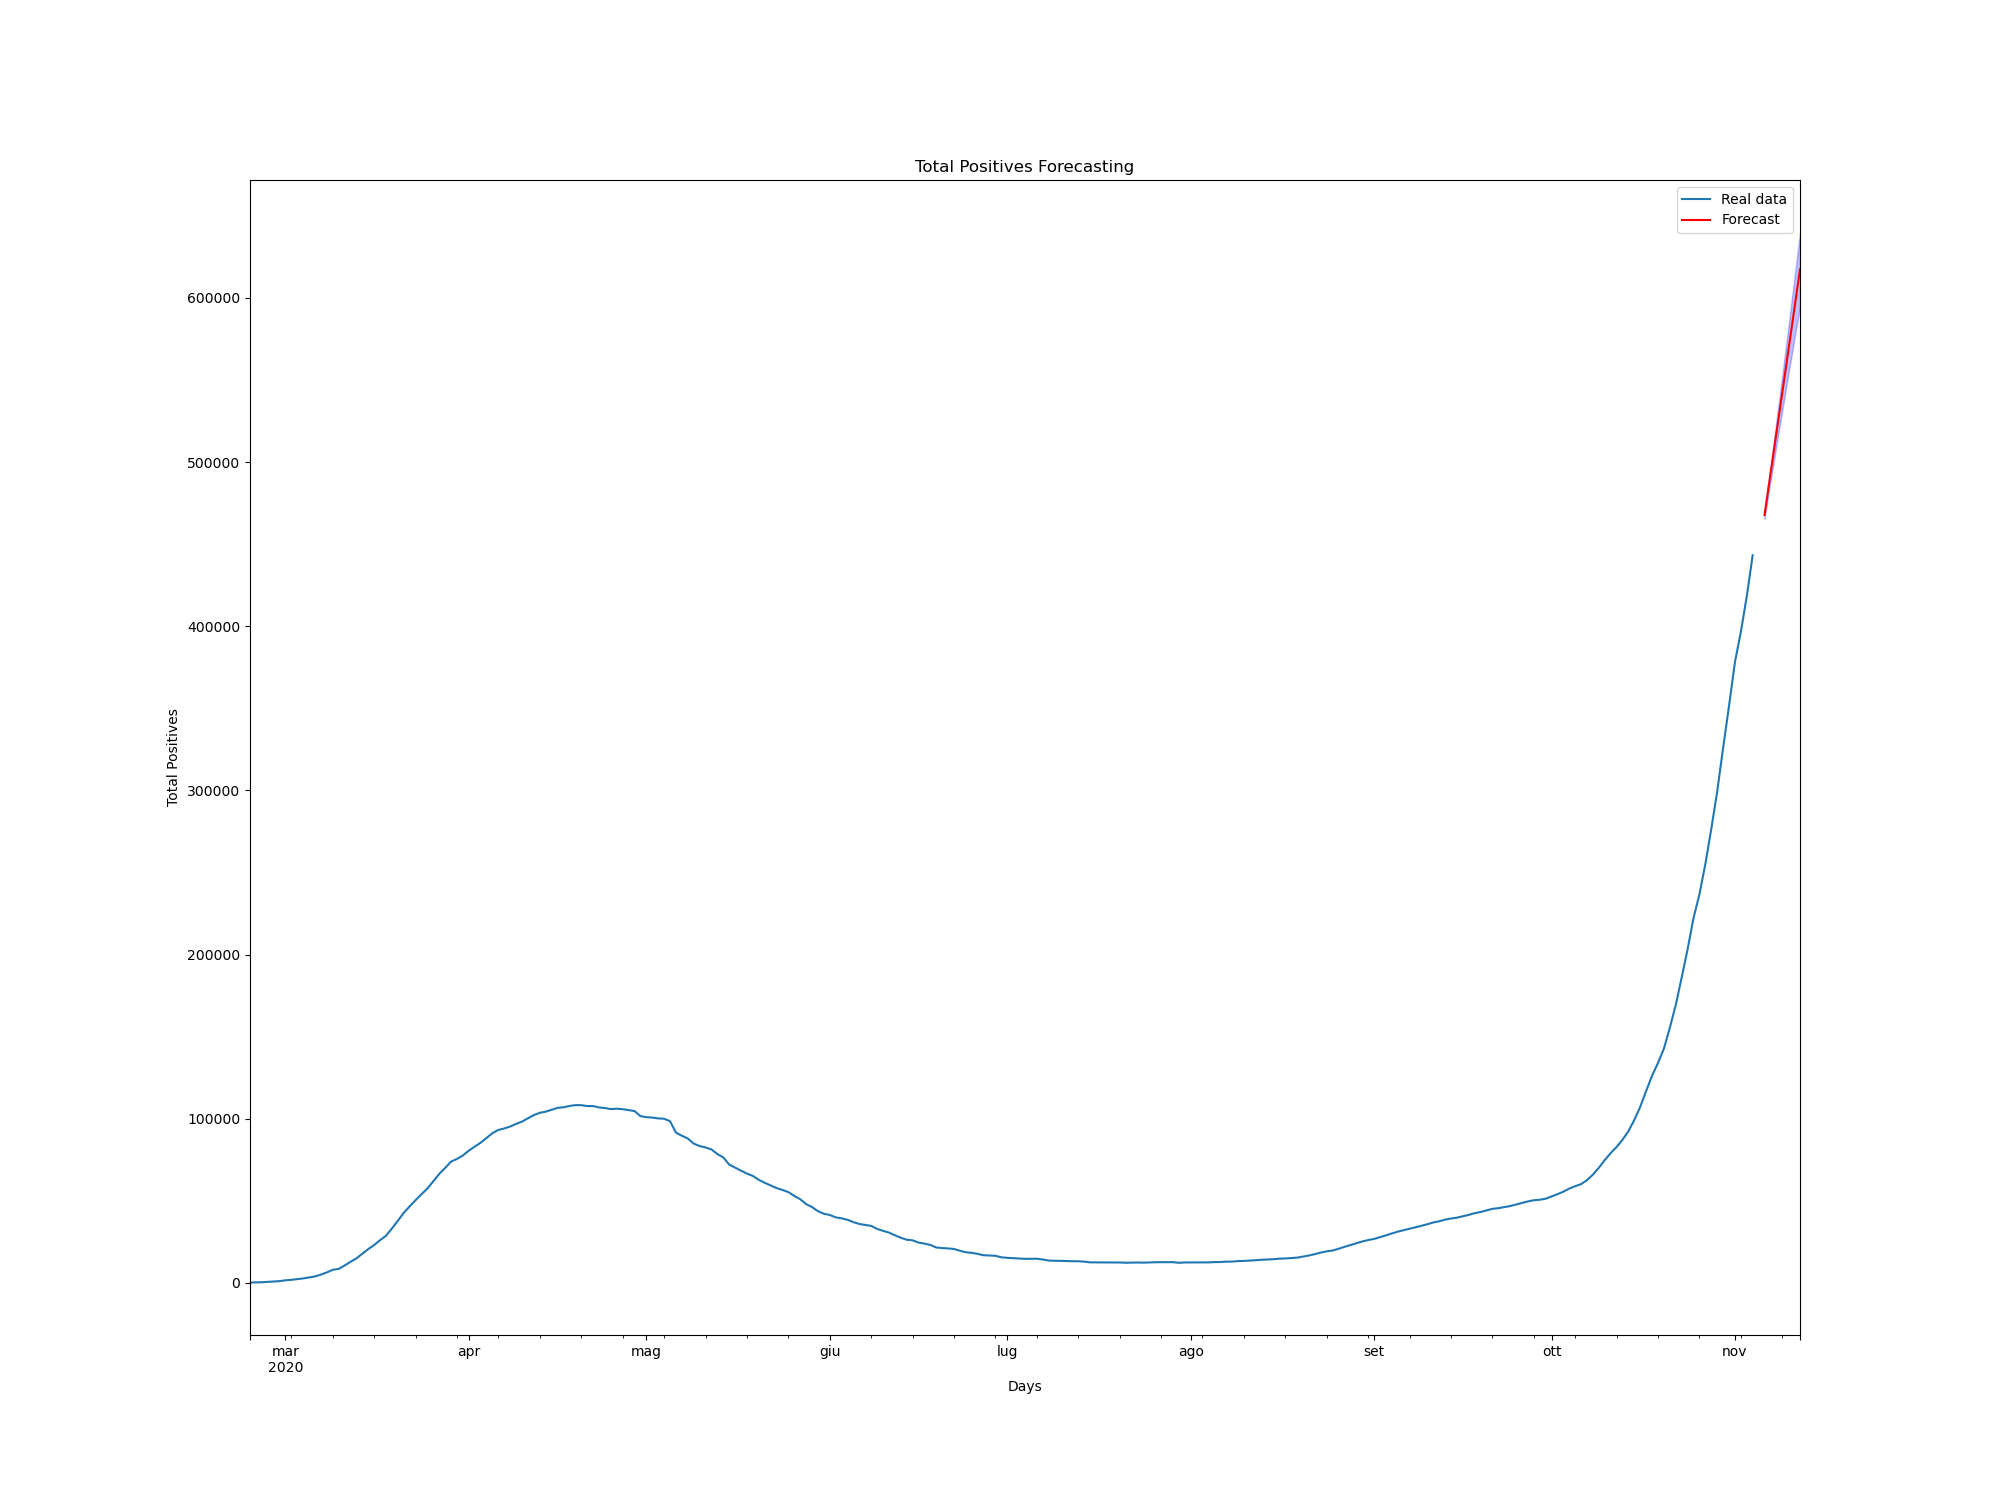 Total Positives Forecasting
Real data
Forecast
600000
500000
400000
300000
200000
100000
0
Total Positives
mar apr mag giu lug ago set ott nov
2020
Days